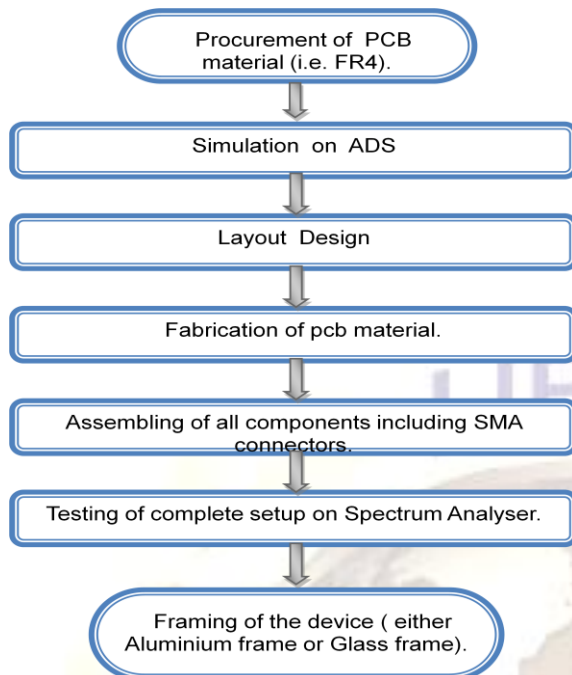 Procurement of PCB
material (i.e. FR4).
Simulation on ADS
Layout Design
Fabrication of pcb material.
Assembling of all components including SMA
connectors.
Testing of complete setup on Spectrum Analyser.
Framing of the device ( either
Aluminium frame or Glass frame).